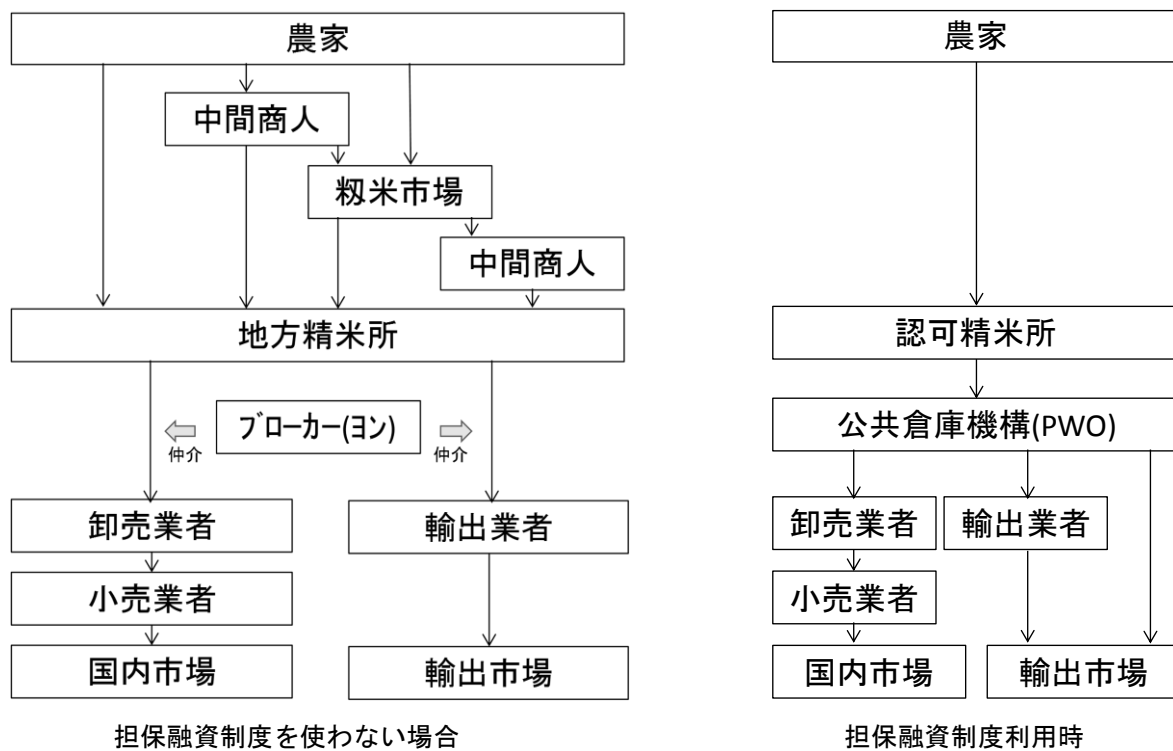 農家
中間商人
籾米市場
中間商人
地方精米所
ブローカー(ヨン)
仲介
仲介
卸売業者
輸出業者
小売業者
国内市場
輸出市場
担保融資制度を使わない場合
農家
認可精米所
公共倉庫機構(PWO)
卸売業者
輸出業者
小売業者
国内市場
輸出市場
担保融資制度利用時